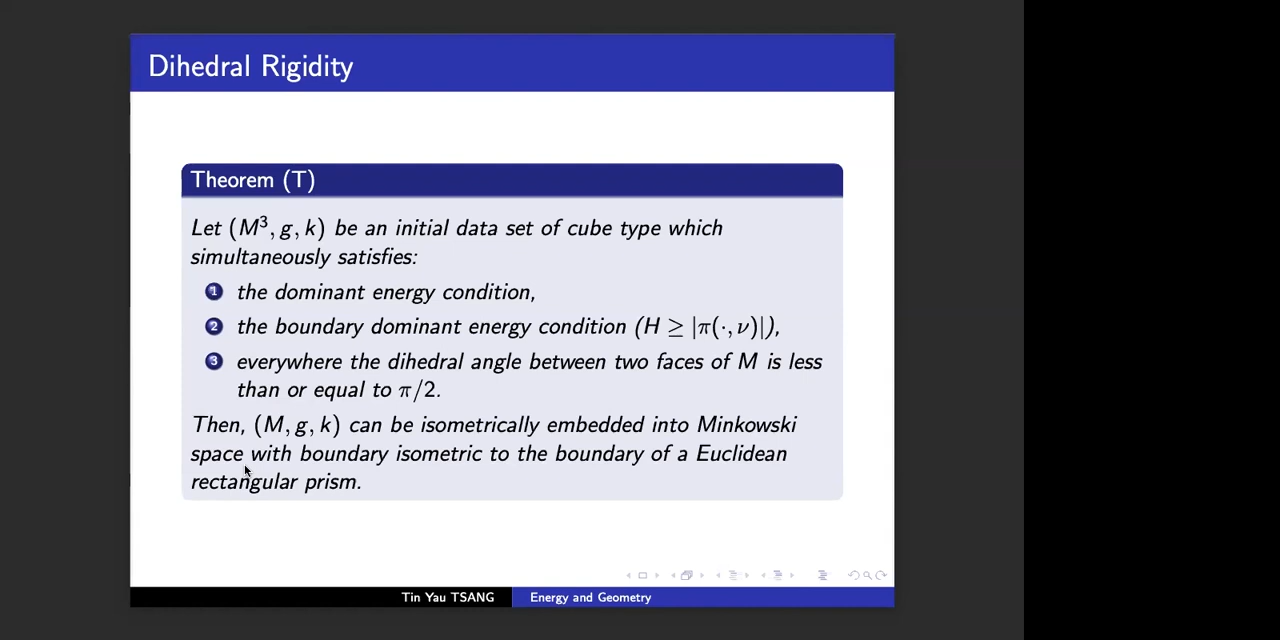 Dihedral Rigidity
Theorem (T)
Let (M³, g, k) be an initial data set of cube type which
simultaneously satisfies:
1 the dominant energy condition,
2 the boundary dominant energy condition (H ≥ |π(·, ν)|),
3 everywhere the dihedral angle between two faces of M is less
than or equal to π/2.
Then, (M, g, k) can be isometrically embedded into Minkowski
space with boundary isometric to the boundary of a Euclidean
rectangular prism.
Tin Yau TSANG Energy and Geometry